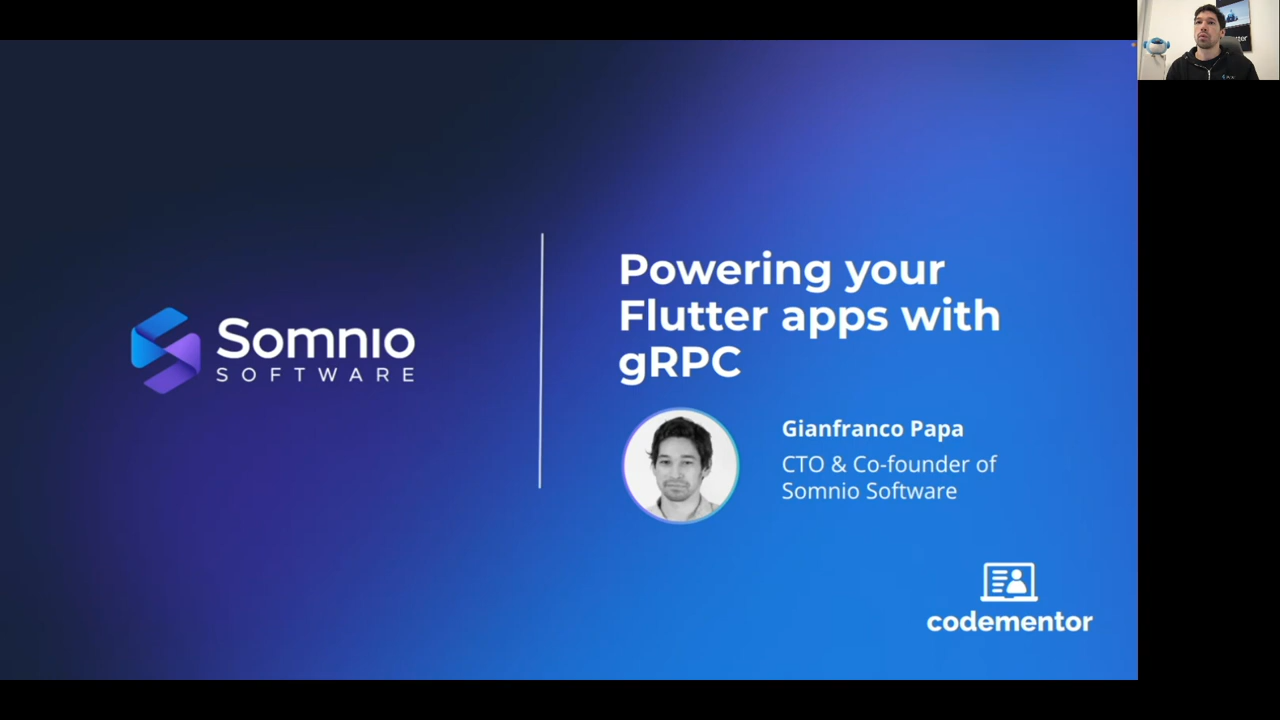 Somnio
SOFTWARE
Powering your
Flutter apps with
gRPC
Gianfranco Papa
CTO & Co-founder of
Somnio Software
codementor